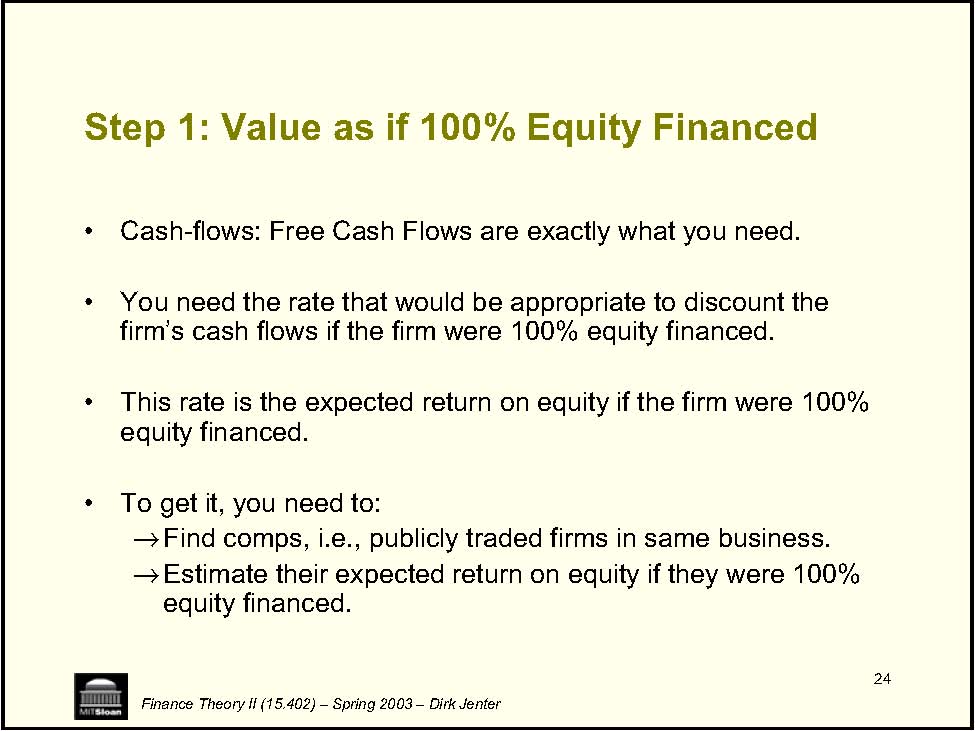 Step 1: Value as if 100% Equity Financed
• Cash-flows: Free Cash Flows are exactly what you need.
• You need the rate that would be appropriate to discount the
firm's cash flows if the firm were 100% equity financed.
• This rate is the expected return on equity if the firm were 100%
equity financed.
• To get it, you need to:
→Find comps, i.e., publicly traded firms in same business.
→Estimate their expected return on equity if they were 100%
equity financed.
24
MITSloan
Finance Theory II (15.402) – Spring 2003 – Dirk Jenter